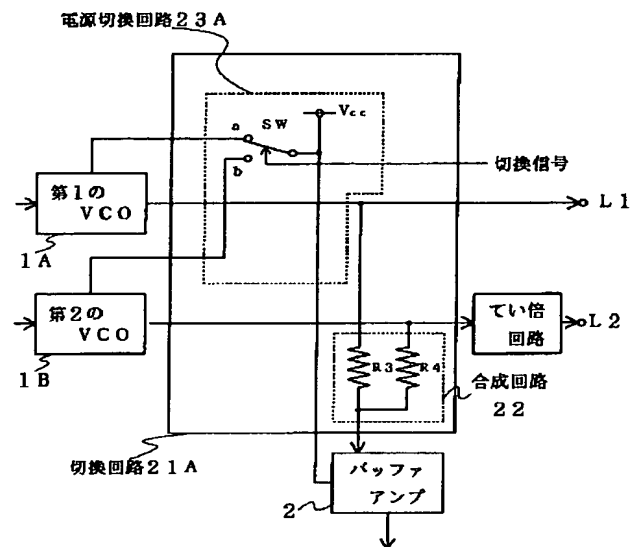 電源切換回路23A
Vcc
SW
a
b
切換信号
第1の
VCO
1A
L1
第2の
VCO
1B
てい倍
回路
L2
R3
R4
合成回路
22
切換回路21A
バッファ
アンプ
2